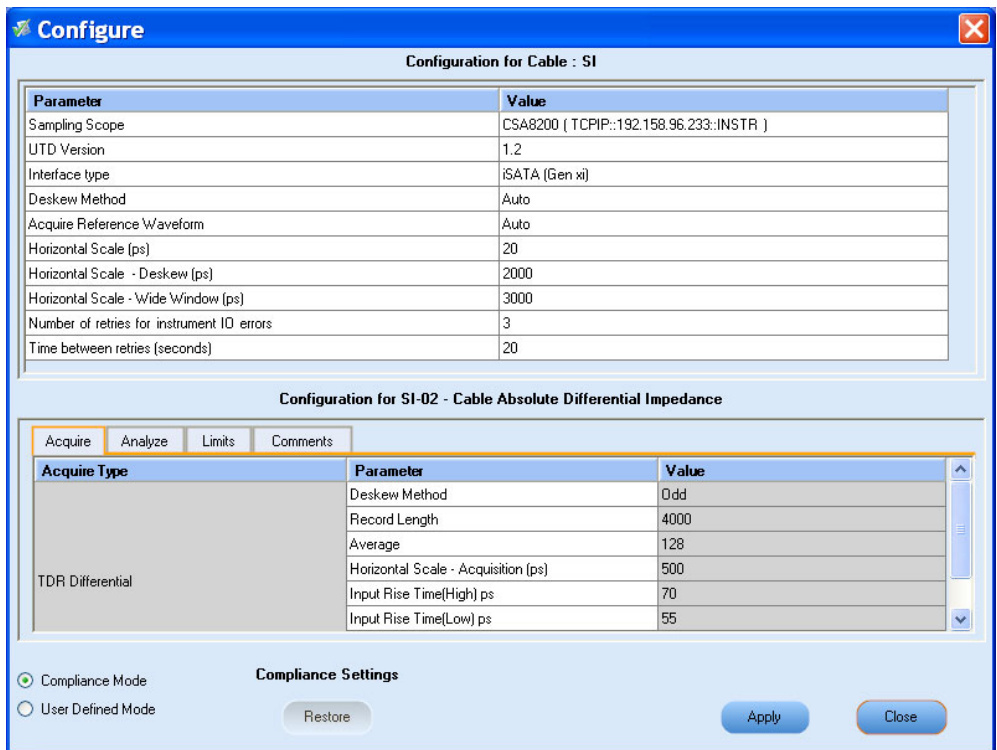 Configure
Configuration for Cable : SI
Parameter Value
Sampling Scope CSA8200 ( TCPIP::192.158.96.233::INSTR )
UTD Version 1.2
Interface type iSATA (Gen xi)
Deskew Method Auto
Acquire Reference Waveform Auto
Horizontal Scale (ps) 20
Horizontal Scale - Deskew (ps) 2000
Horizontal Scale - Wide Window (ps) 3000
Number of retries for instrument IO errors 3
Time between retries (seconds) 20
Configuration for SI-02 - Cable Absolute Differential Impedance
Acquire Analyze Limits Comments
Acquire Type Parameter Value
Deskew Method Odd
Record Length 4000
Average 128
Horizontal Scale - Acquisition (ps) 500
TDR Differential
Input Rise Time(High) ps 70
Input Rise Time(Low) ps 55
Compliance Mode Compliance Settings
User Defined Mode Restore Apply Close